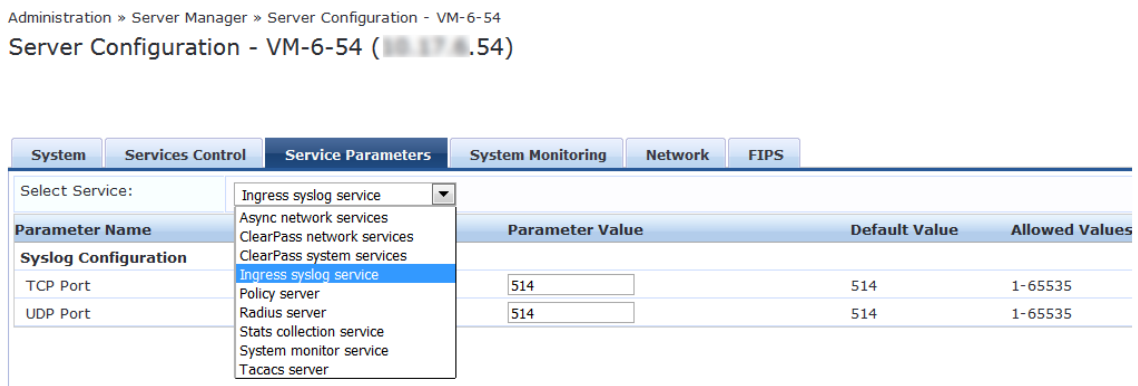 Administration » Server Manager » Server Configuration - VM-6-54
Server Configuration - VM-6-54 ( .54)
System Services Control Service Parameters System Monitoring Network FIPS
Select Service: Ingress syslog service
Parameter Name Parameter Value Default Value Allowed Values
Syslog Configuration
TCP Port 514 514 1-65535
UDP Port 514 514 1-65535
Async network services
ClearPass network services
ClearPass system services
Ingress syslog service
Policy server
Radius server
Stats collection service
System monitor service
Tacacs server